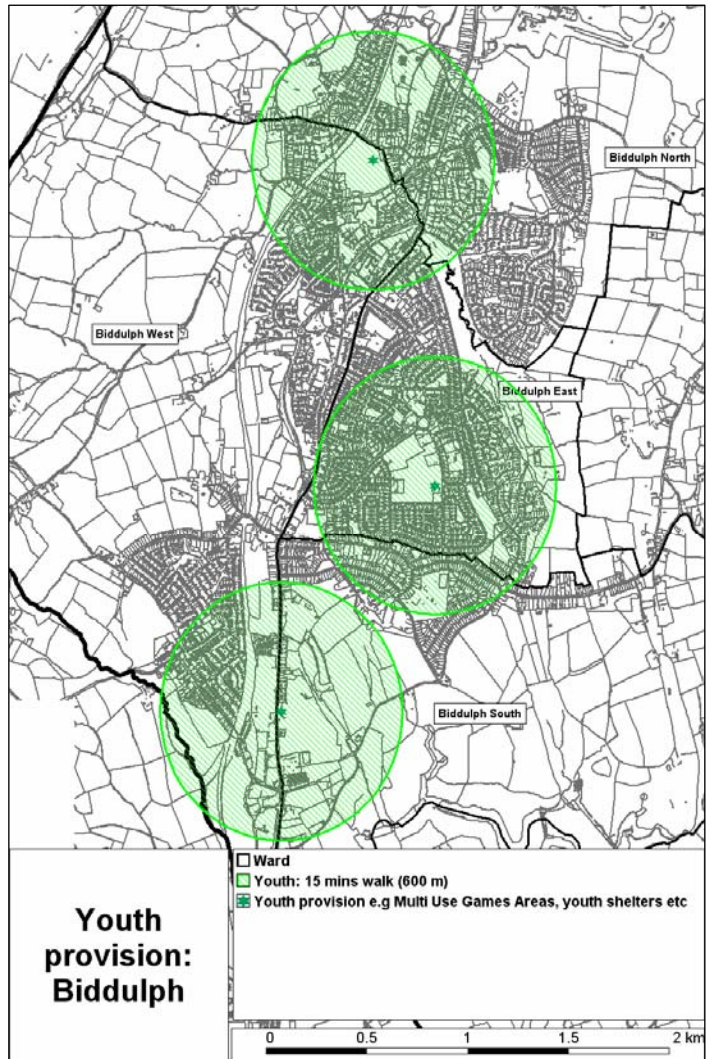 Biddulph North
Biddulph West
Biddulph East
Biddulph South
Ward
Youth: 15 mins walk (600 m)
Youth provision e.g Multi Use Games Areas, youth shelters etc
Youth
provision:
Biddulph
0 0.5 1 1.5 2 km